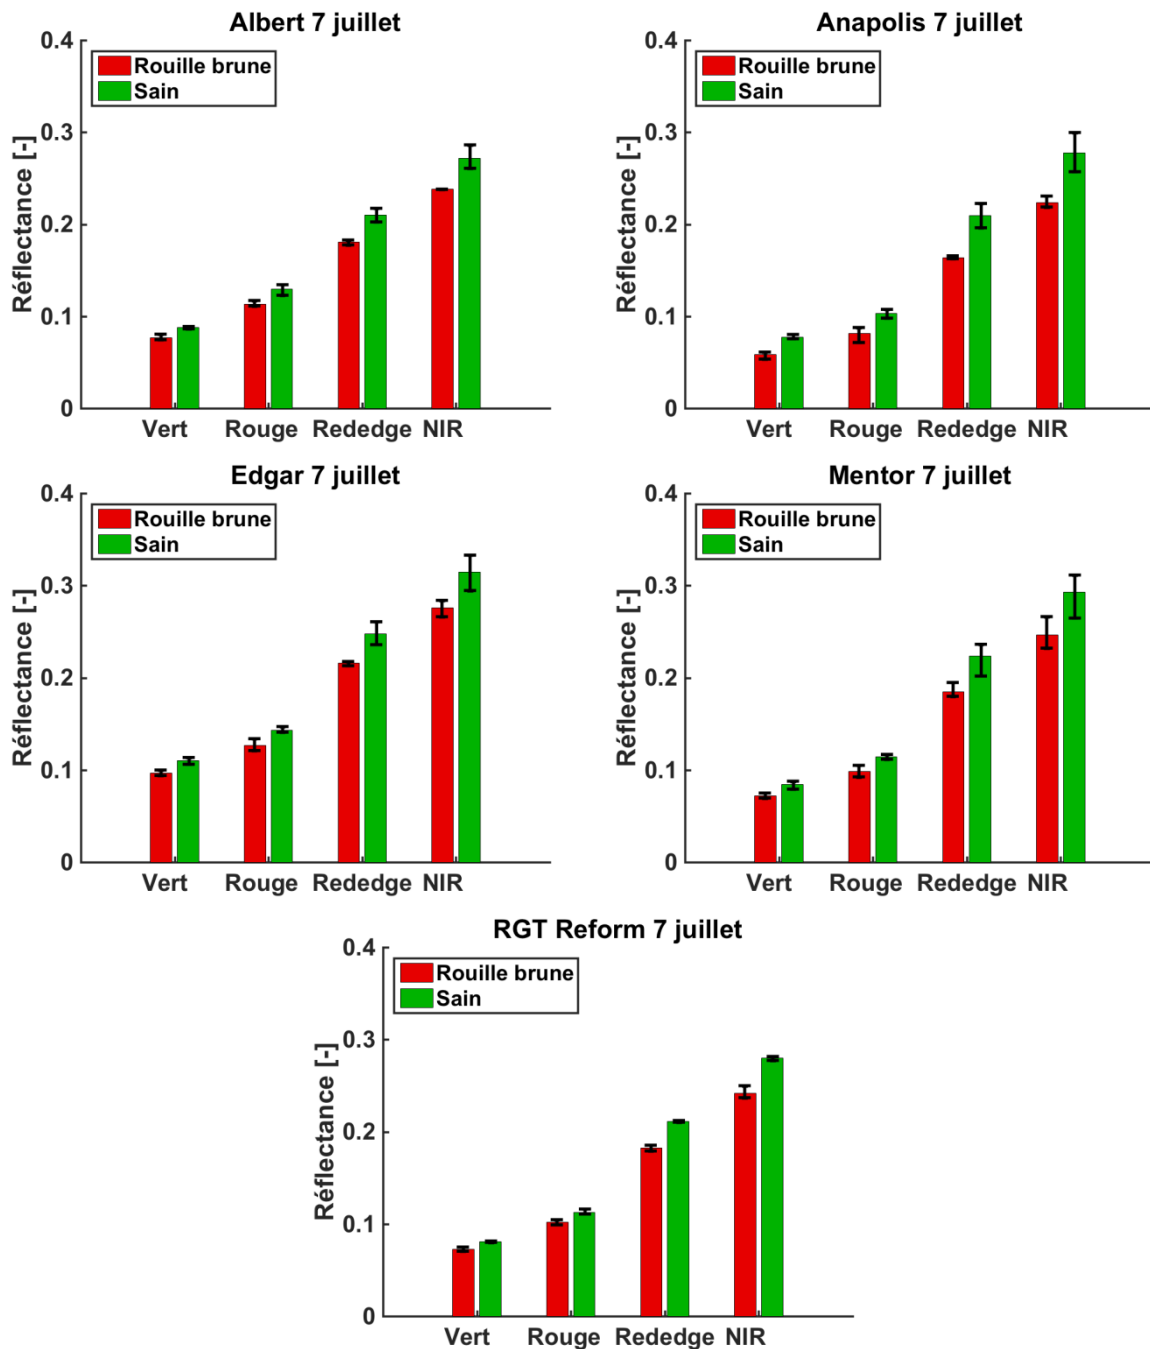 Albert 7 juillet
0.4
Rouille brune
Sain
0.3
Réflectance [-]
0.2
0.1
0
Vert Rouge Rededge NIR
Anapolis 7 juillet
0.4
Rouille brune
Sain
0.3
Réflectance [-]
0.2
0.1
0
Vert Rouge Rededge NIR
Edgar 7 juillet
0.4
Rouille brune
Sain
0.3
Réflectance [-]
0.2
0.1
0
Vert Rouge Rededge NIR
Mentor 7 juillet
0.4
Rouille brune
Sain
0.3
Réflectance [-]
0.2
0.1
0
Vert Rouge Rededge NIR
RGT Reform 7 juillet
0.4
Rouille brune
Sain
0.3
Réflectance [-]
0.2
0.1
0
Vert Rouge Rededge NIR